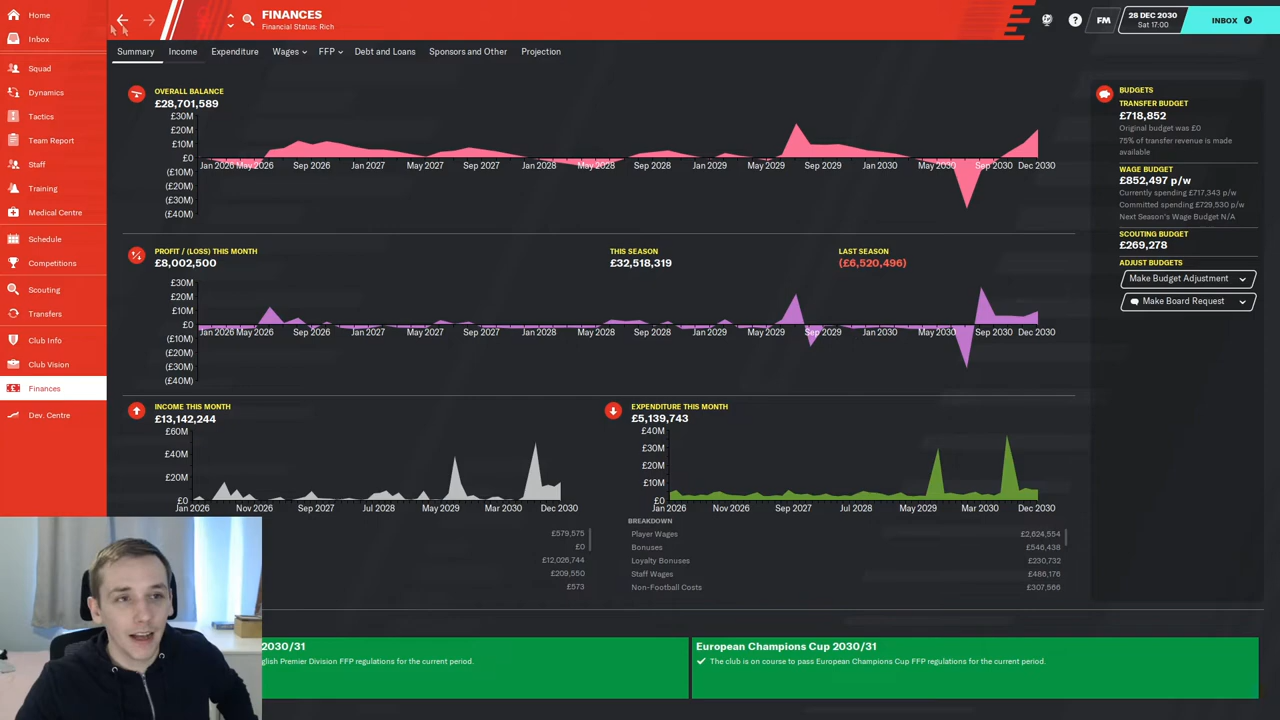 Home
Inbox
Squad
Dynamics
Tactics
Team Report
Staff
Training
Medical Centre
Schedule
Competitions
Scouting
Transfers
Club Info
Club Vision
Finances
Dev. Centre
FINANCES
Financial Status: Rich
?
FM
28 DEC 2030
Sat 17:00
INBOX
Summary
Income
Expenditure
Wages
FFP
Debt and Loans
Sponsors and Other
Projection
OVERALL BALANCE
£28,701,589
£30M
£20M
£10M
£0
(£10M)
(£20M)
(£30M)
(£40M)
Jan 2026 May 2026 Sep 2026 Jan 2027 May 2027 Sep 2027 Jan 2028 May 2028 Sep 2028 Jan 2029 May 2029 Sep 2029 Jan 2030 May 2030 Sep 2030 Dec 2030
PROFIT / (LOSS) THIS MONTH
£8,002,500
THIS SEASON
£32,518,319
LAST SEASON
(£6,520,496)
£30M
£20M
£10M
£0
(£10M)
(£20M)
(£30M)
(£40M)
Jan 2026 May 2026 Sep 2026 Jan 2027 May 2027 Sep 2027 Jan 2028 May 2028 Sep 2028 Jan 2029 May 2029 Sep 2029 Jan 2030 May 2030 Sep 2030 Dec 2030
INCOME THIS MONTH
£13,142,244
£60M
£40M
£20M
£0
Jan 2026 Nov 2026 Sep 2027 Jul 2028 May 2029 Mar 2030 Dec 2030
£579,575
£0
£12,026,744
£209,550
£573
EXPENDITURE THIS MONTH
£5,139,743
£40M
£30M
£20M
£10M
£0
Jan 2026 Nov 2026 Sep 2027 Jul 2028 May 2029 Mar 2030 Dec 2030
BREAKDOWN
Player Wages £2,624,554
Bonuses £546,438
Loyalty Bonuses £230,732
Staff Wages £486,176
Non-Football Costs £307,566
2030/31
glish Premier Division FFP regulations for the current period.
European Champions Cup 2030/31
The club is on course to pass European Champions Cup FFP regulations for the current period.
BUDGETS
TRANSFER BUDGET
£718,852
Original budget was £0
75% of transfer revenue is made
available
WAGE BUDGET
£852,497 p/w
Currently spending £717,343 p/w
Committed spending £729,530 p/w
Next Season's Wage Budget N/A
SCOUTING BUDGET
£269,278
ADJUST BUDGETS
Make Budget Adjustment
Make Board Request